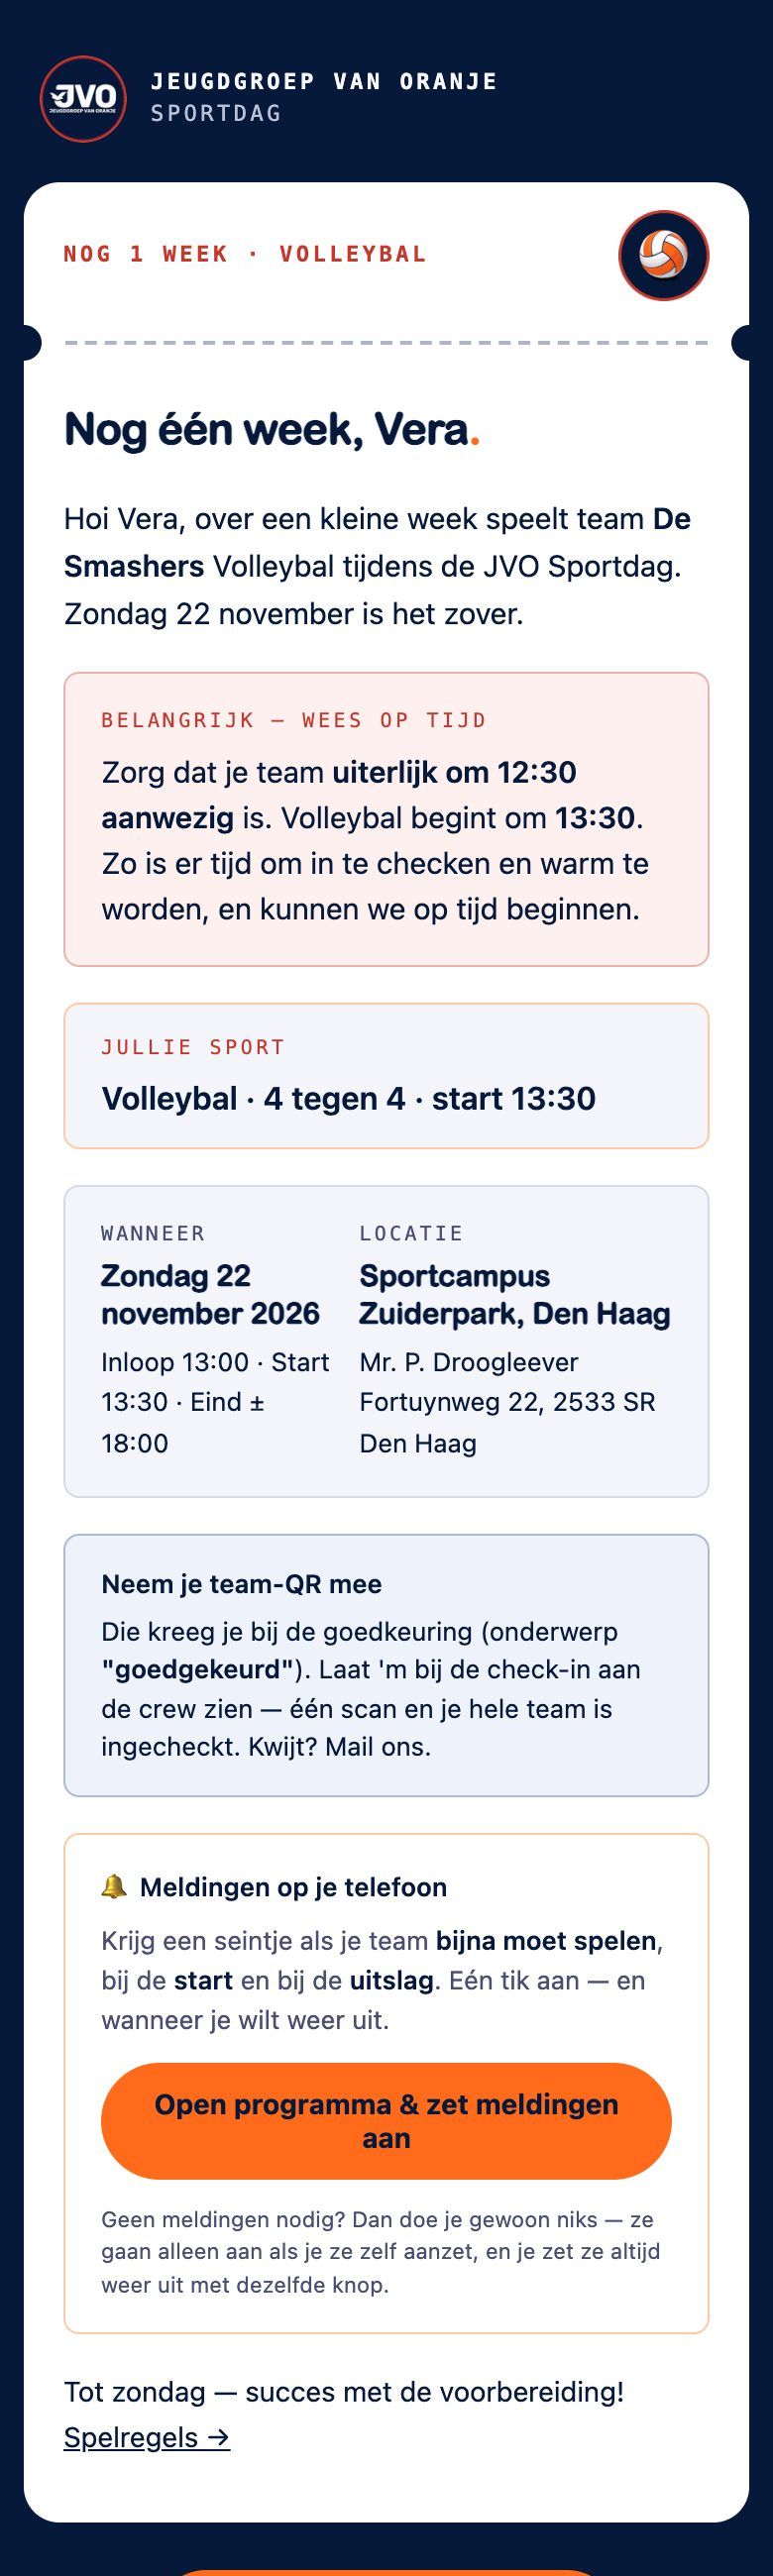 JVO
JEUGDGROEP VAN ORANJE
JEUGDGROEP VAN ORANJE
SPORTDAG
NOG 1 WEEK · VOLLEYBAL
Nog één week, Vera.
Hoi Vera, over een kleine week speelt team De
Smashers Volleybal tijdens de JVO Sportdag.
Zondag 22 november is het zover.
BELANGRIJK — WEES OP TIJD
Zorg dat je team uiterlijk om 12:30
aanwezig is. Volleybal begint om 13:30.
Zo is er tijd om in te checken en warm te
worden, en kunnen we op tijd beginnen.
JULLIE SPORT
Volleybal · 4 tegen 4 · start 13:30
WANNEER
Zondag 22
november 2026
Inloop 13:00 · Start
13:30 · Eind ±
18:00
LOCATIE
Sportcampus
Zuiderpark, Den Haag
Mr. P. Droogleever
Fortuynweg 22, 2533 SR
Den Haag
Neem je team-QR mee
Die kreeg je bij de goedkeuring (onderwerp
"goedgekeurd"). Laat 'm bij de check-in aan
de crew zien — één scan en je hele team is
ingecheckt. Kwijt? Mail ons.
🔔 Meldingen op je telefoon
Krijg een seintje als je team bijna moet spelen,
bij de start en bij de uitslag. Eén tik aan — en
wanneer je wilt weer uit.
Open programma & zet meldingen
aan
Geen meldingen nodig? Dan doe je gewoon niks — ze
gaan alleen aan als je ze zelf aanzet, en je zet ze altijd
weer uit met dezelfde knop.
Tot zondag — succes met de voorbereiding!
Spelregels →